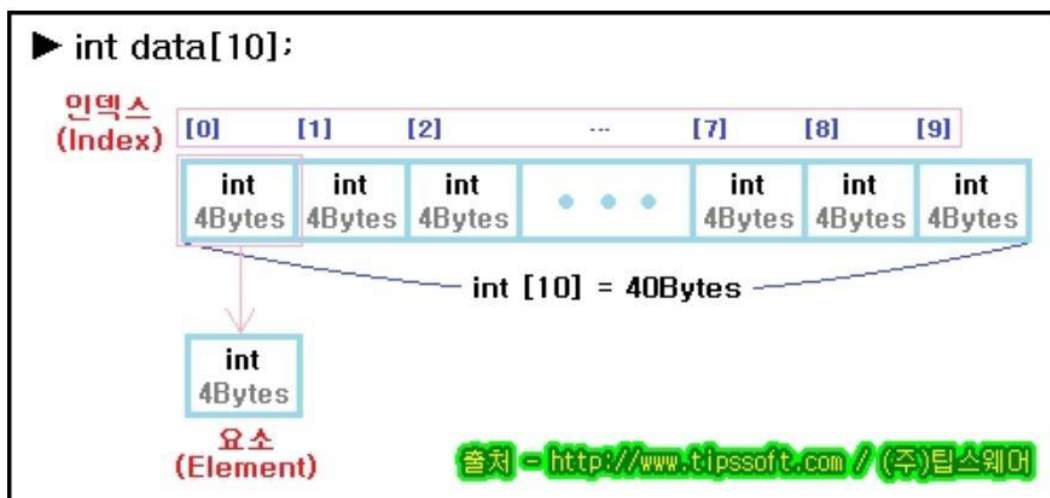 ▶ int data[10];
인덱스
(Index)
[0] [1] [2] ... [7] [8] [9]
int int int int int int
4Bytes 4Bytes 4Bytes 4Bytes 4Bytes 4Bytes
int [10] = 40Bytes
int
4Bytes
요소
(Element)
출처 - http://www.tipssoft.com / (주)팁스웨어